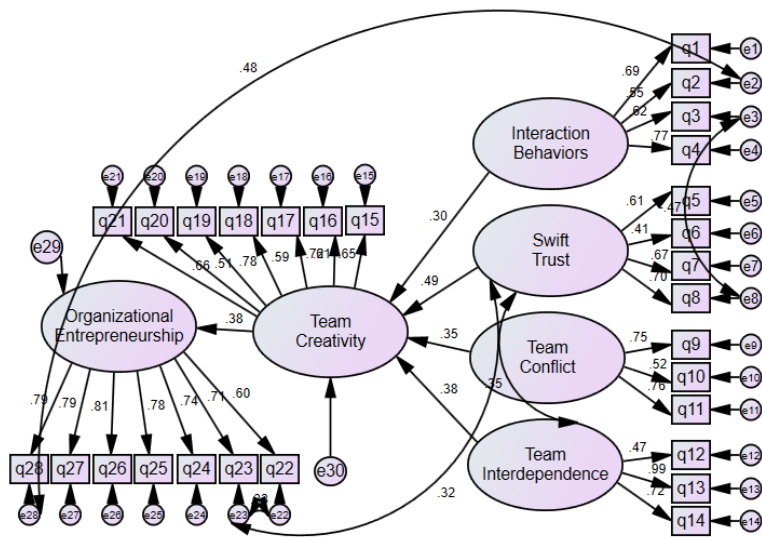 .48
q1
e1
.69
q2
e2
.55
q3
e3
.62
Interaction
Behaviors
q4
e4
.77
e21
e20
e19
e18
e17
e16
e15
q21
q20
q19
q18
q17
q16
q15
q5
e5
.61
.47
.30
q6
e6
.41
Swift
Trust
q7
e7
.67
q8
e8
.70
e29
.66
.51
.78
.59
.65
.49
Organizational
Entrepreneurship
.38
Team
Creativity
.35
Team
Conflict
q9
e9
.75
q10
e10
.52
q11
e11
.76
.38
.35
.79
.79
.81
.78
.74
.71
.60
Team
Interdependence
q12
e12
.47
q13
e13
.99
q14
e14
.72
q28
q27
q26
q25
q24
q23
q22
e30
.32
e28
e27
e26
e25
e24
e23
e22